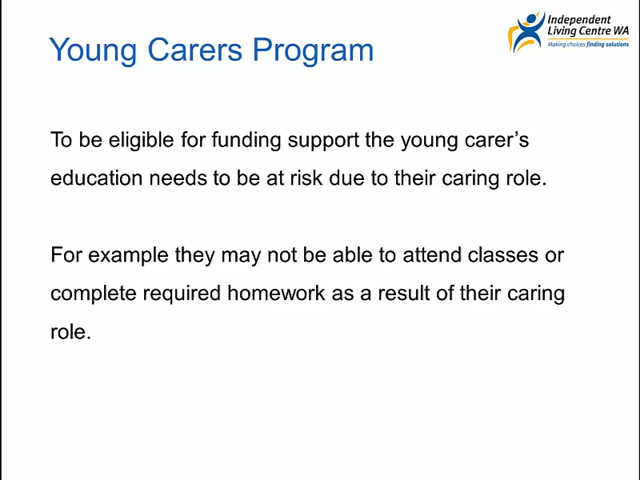 Young Carers Program
Independent
Living Centre WA
Making choices finding solutions
To be eligible for funding support the young carer’s
education needs to be at risk due to their caring role.
For example they may not be able to attend classes or
complete required homework as a result of their caring
role.